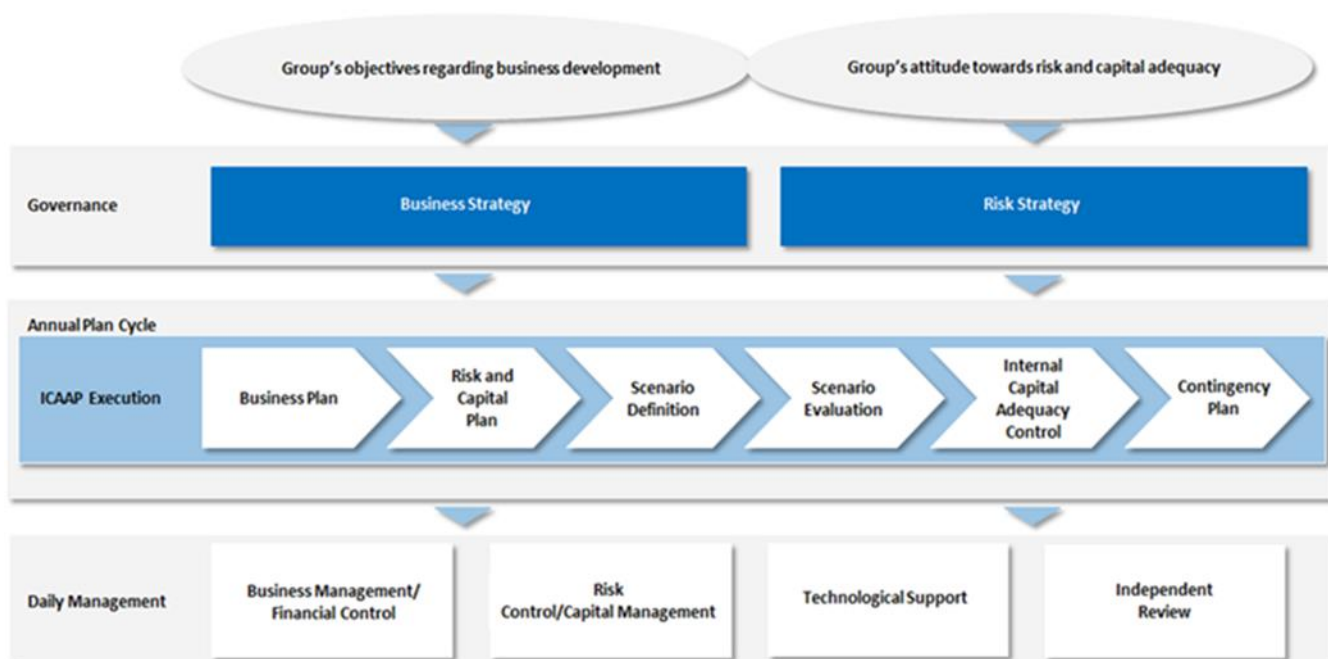 Group's objectives regarding business development
Group's attitude towards risk and capital adequacy
Governance
Business Strategy
Risk Strategy
Annual Plan Cycle
ICAAP Execution
Business Plan
Risk and
Capital
Plan
Scenario
Definition
Scenario
Evaluation
Internal
Capital
Adequacy
Control
Contingency
Plan
Daily Management
Business Management/
Financial Control
Risk
Control/Capital Management
Technological Support
Independent
Review